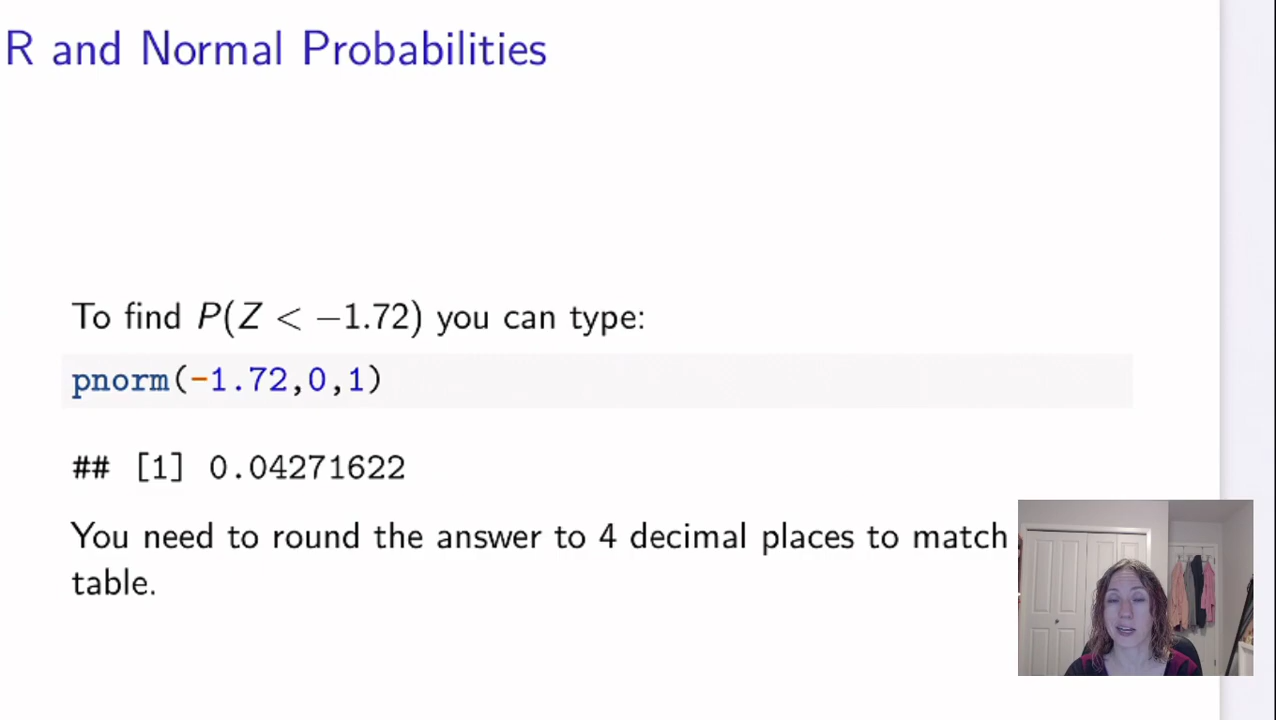 R and Normal Probabilities
To find P(Z < −1.72) you can type:
pnorm(-1.72,0,1)
## [1] 0.04271622
You need to round the answer to 4 decimal places to match
table.